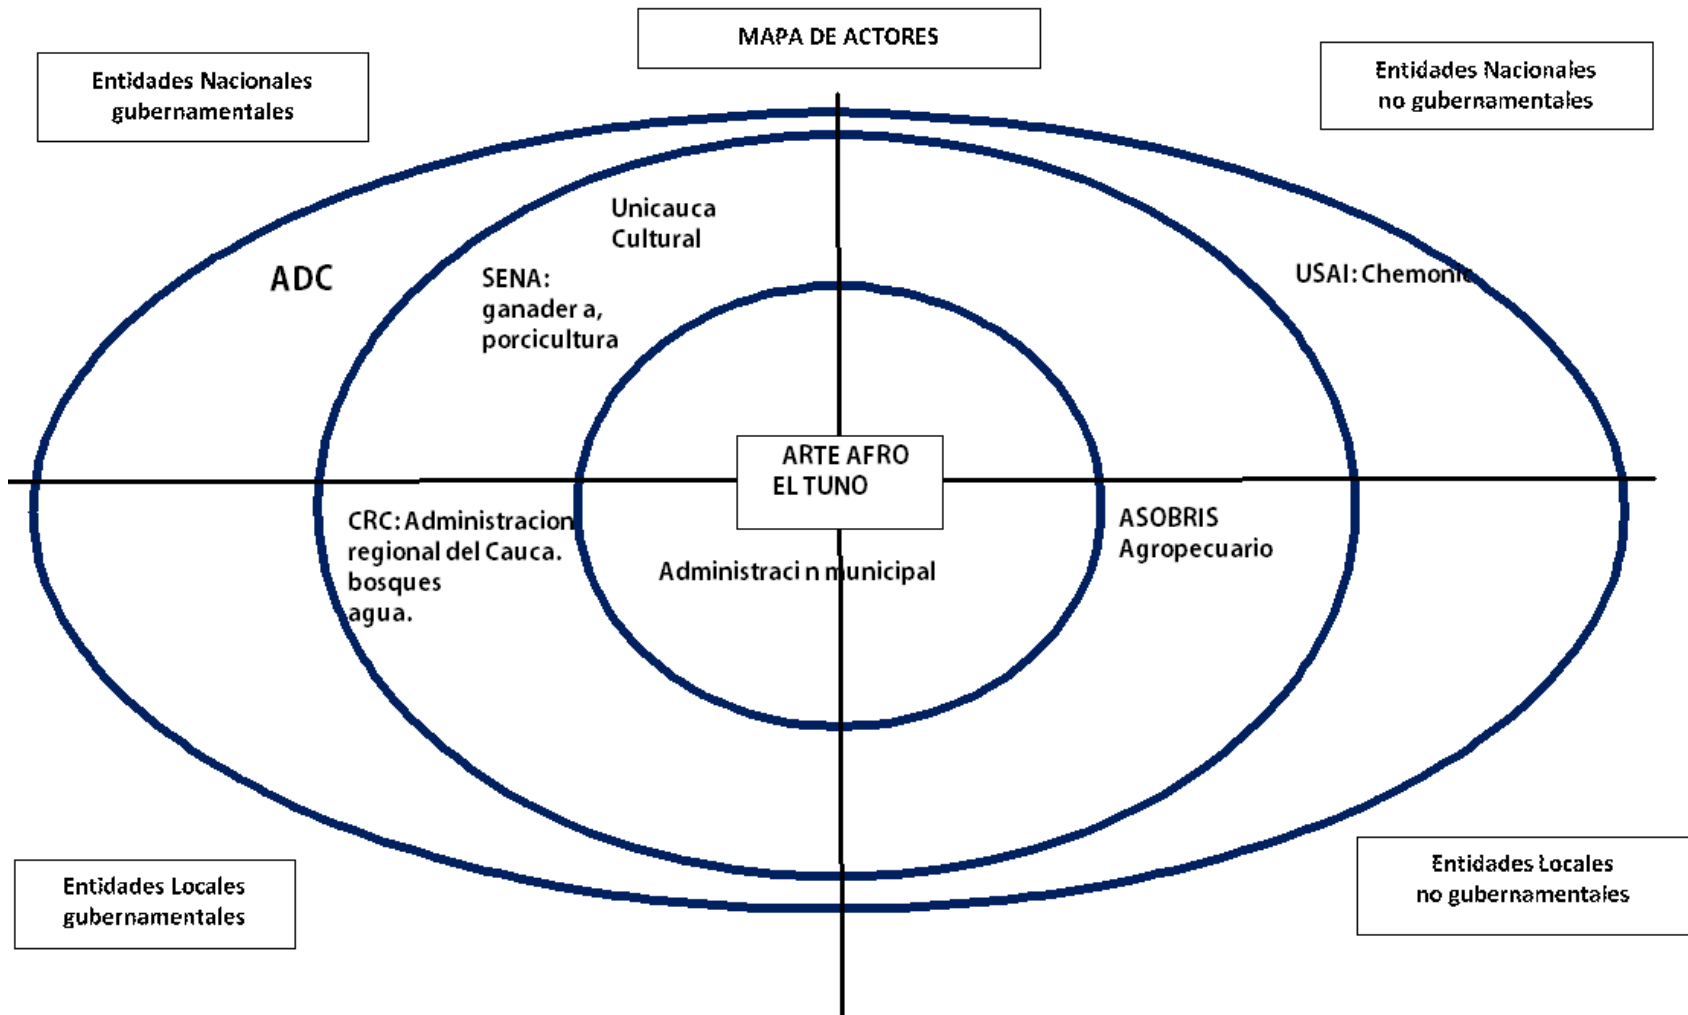 MAPA DE ACTORES
Entidades Nacionales
gubernamentales
Entidades Nacionales
no gubernamentales
Unicauca
Cultural
ADC
SENA:
ganader a,
porcicultura
USAI: Chemonic
ARTE AFRO
EL TUNO
CRC: Administracion
regional del Cauca.
bosques
agua.
ASOBRIS
Agropecuario
Administraci n municipal
Entidades Locales
gubernamentales
Entidades Locales
no gubernamentales